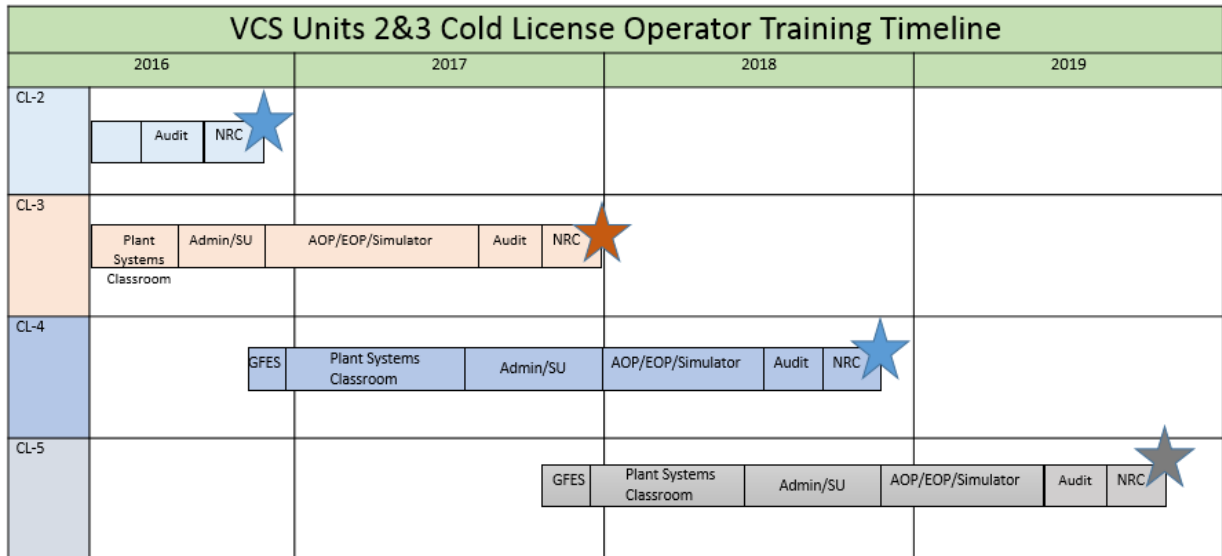 VCS Units 2&3 Cold License Operator Training Timeline
2016 2017 2018 2019
CL-2
Audit NRC
CL-3
Plant Systems Classroom Admin/SU AOP/EOP/Simulator Audit NRC
CL-4
GFES Plant Systems Classroom Admin/SU AOP/EOP/Simulator Audit NRC
CL-5
GFES Plant Systems Classroom Admin/SU AOP/EOP/Simulator Audit NRC